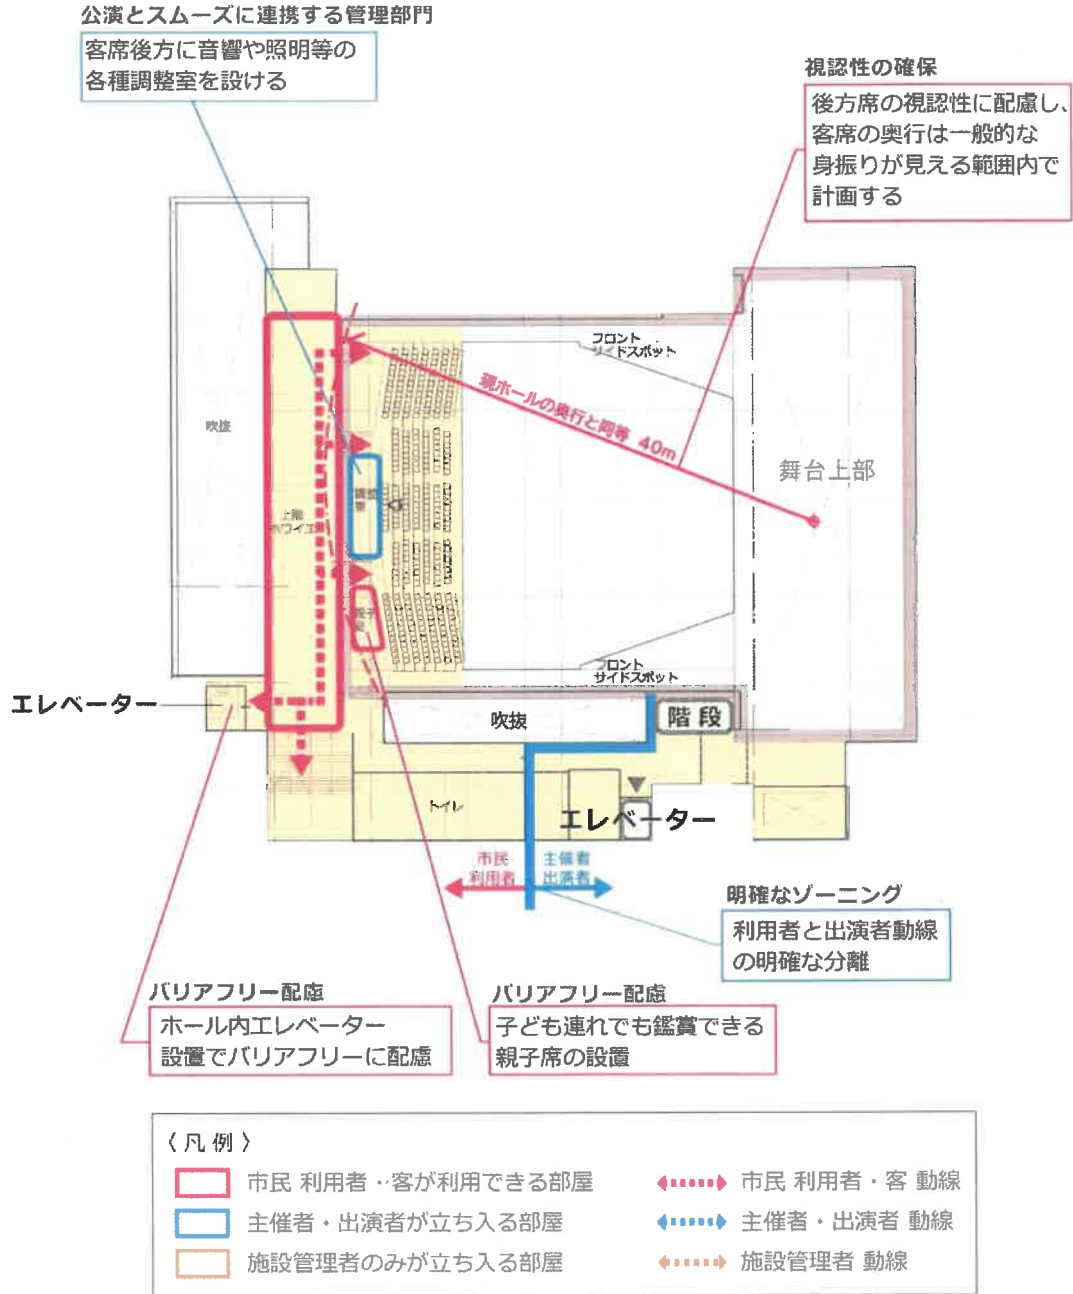 公演とスムーズに連携する管理部門
客席後方に音響や照明等の
各種調整室を設ける
視認性の確保
後方席の視認性に配慮し、
客席の奥行は一般的な
身振りが見える範囲内で
計画する
フロント
サイドスポット
現ホールの奥行と同等 40m
吹抜
舞台上部
上階
ホワイエ
親子
フロント
サイドスポット
エレベーター
吹抜
階段
トイレ
エレベーター
市民
利用者
主催者
出演者
明確なゾーニング
利用者と出演者動線
の明確な分離
バリアフリー配慮
ホール内エレベーター
設置でバリアフリーに配慮
バリアフリー配慮
子ども連れでも鑑賞できる
親子席の設置
〈凡例〉
市民 利用者・客が利用できる部屋
市民 利用者・客 動線
主催者・出演者が立ち入る部屋
主催者・出演者 動線
施設管理者のみが立ち入る部屋
施設管理者 動線